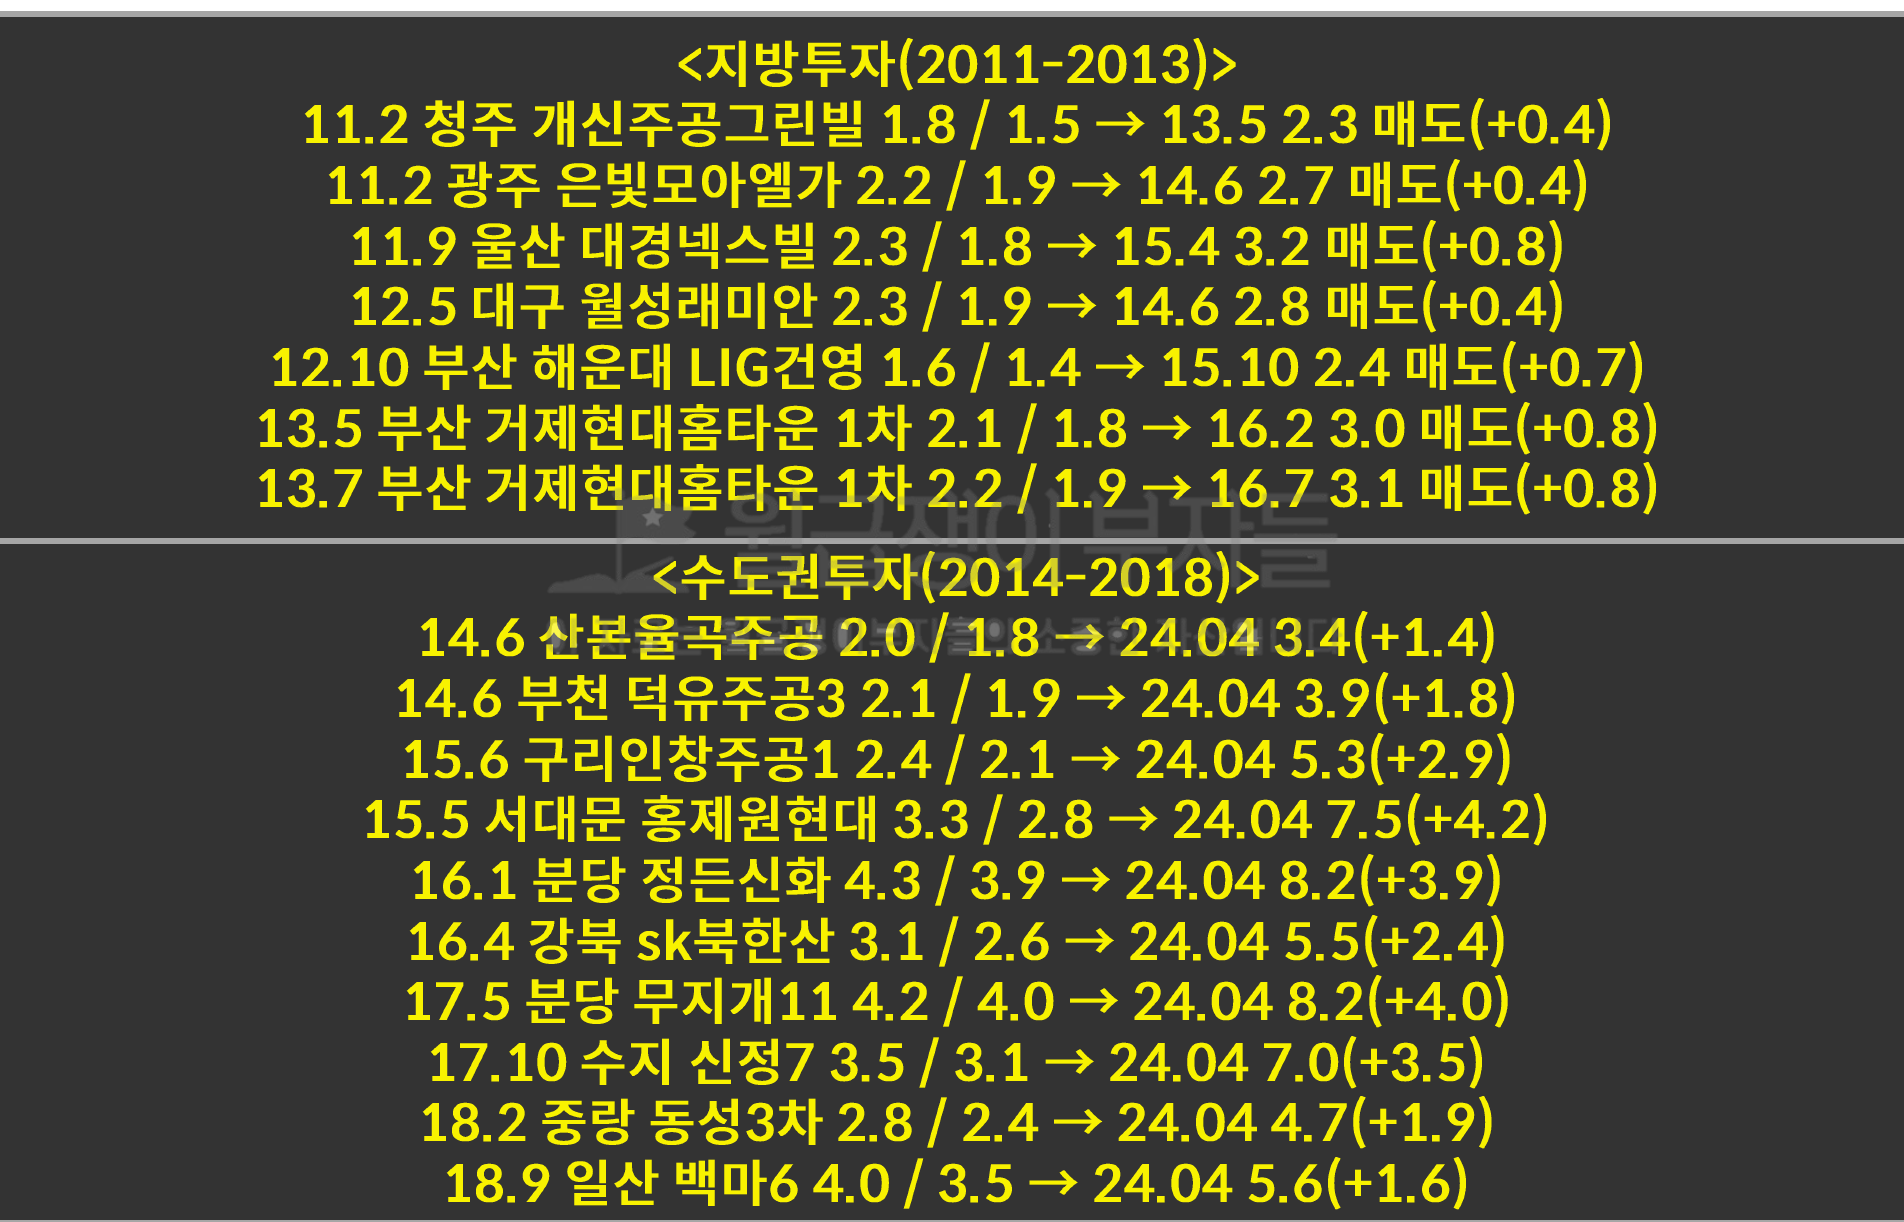 <지방투자(2011-2013)>
11.2 청주 개신주공그린빌 1.8 / 1.5 → 13.5 2.3 매도(+0.4)
11.2 광주 은빛모아엘가 2.2 / 1.9 → 14.6 2.7 매도(+0.4)
11.9 울산 대경넥스빌 2.3 / 1.8 → 15.4 3.2 매도(+0.8)
12.5 대구 월성래미안 2.3 / 1.9 → 14.6 2.8 매도(+0.4)
12.10 부산 해운대 LIG건영 1.6 / 1.4 → 15.10 2.4 매도(+0.7)
13.5 부산 거제현대홈타운 1차 2.1 / 1.8 → 16.2 3.0 매도(+0.8)
13.7 부산 거제현대홈타운 1차 2.2 / 1.9 → 16.7 3.1 매도(+0.8)
월급쟁이부자들
<수도권투자(2014-2018)>
14.6 산본율곡주공 2.0 / 1.8 → 24.04 3.4(+1.4)
14.6 부천 덕유주공3 2.1 / 1.9 → 24.04 3.9(+1.8)
15.6 구리인창주공1 2.4 / 2.1 → 24.04 5.3(+2.9)
15.5 서대문 홍제원현대 3.3 / 2.8 → 24.04 7.5(+4.2)
16.1 분당 정든신화 4.3 / 3.9 → 24.04 8.2(+3.9)
16.4 강북 sk북한산 3.1 / 2.6 → 24.04 5.5(+2.4)
17.5 분당 무지개11 4.2 / 4.0 → 24.04 8.2(+4.0)
17.10 수지 신정7 3.5 / 3.1 → 24.04 7.0(+3.5)
18.2 중랑 동성3차 2.8 / 2.4 → 24.04 4.7(+1.9)
18.9 일산 백마6 4.0 / 3.5 → 24.04 5.6(+1.6)